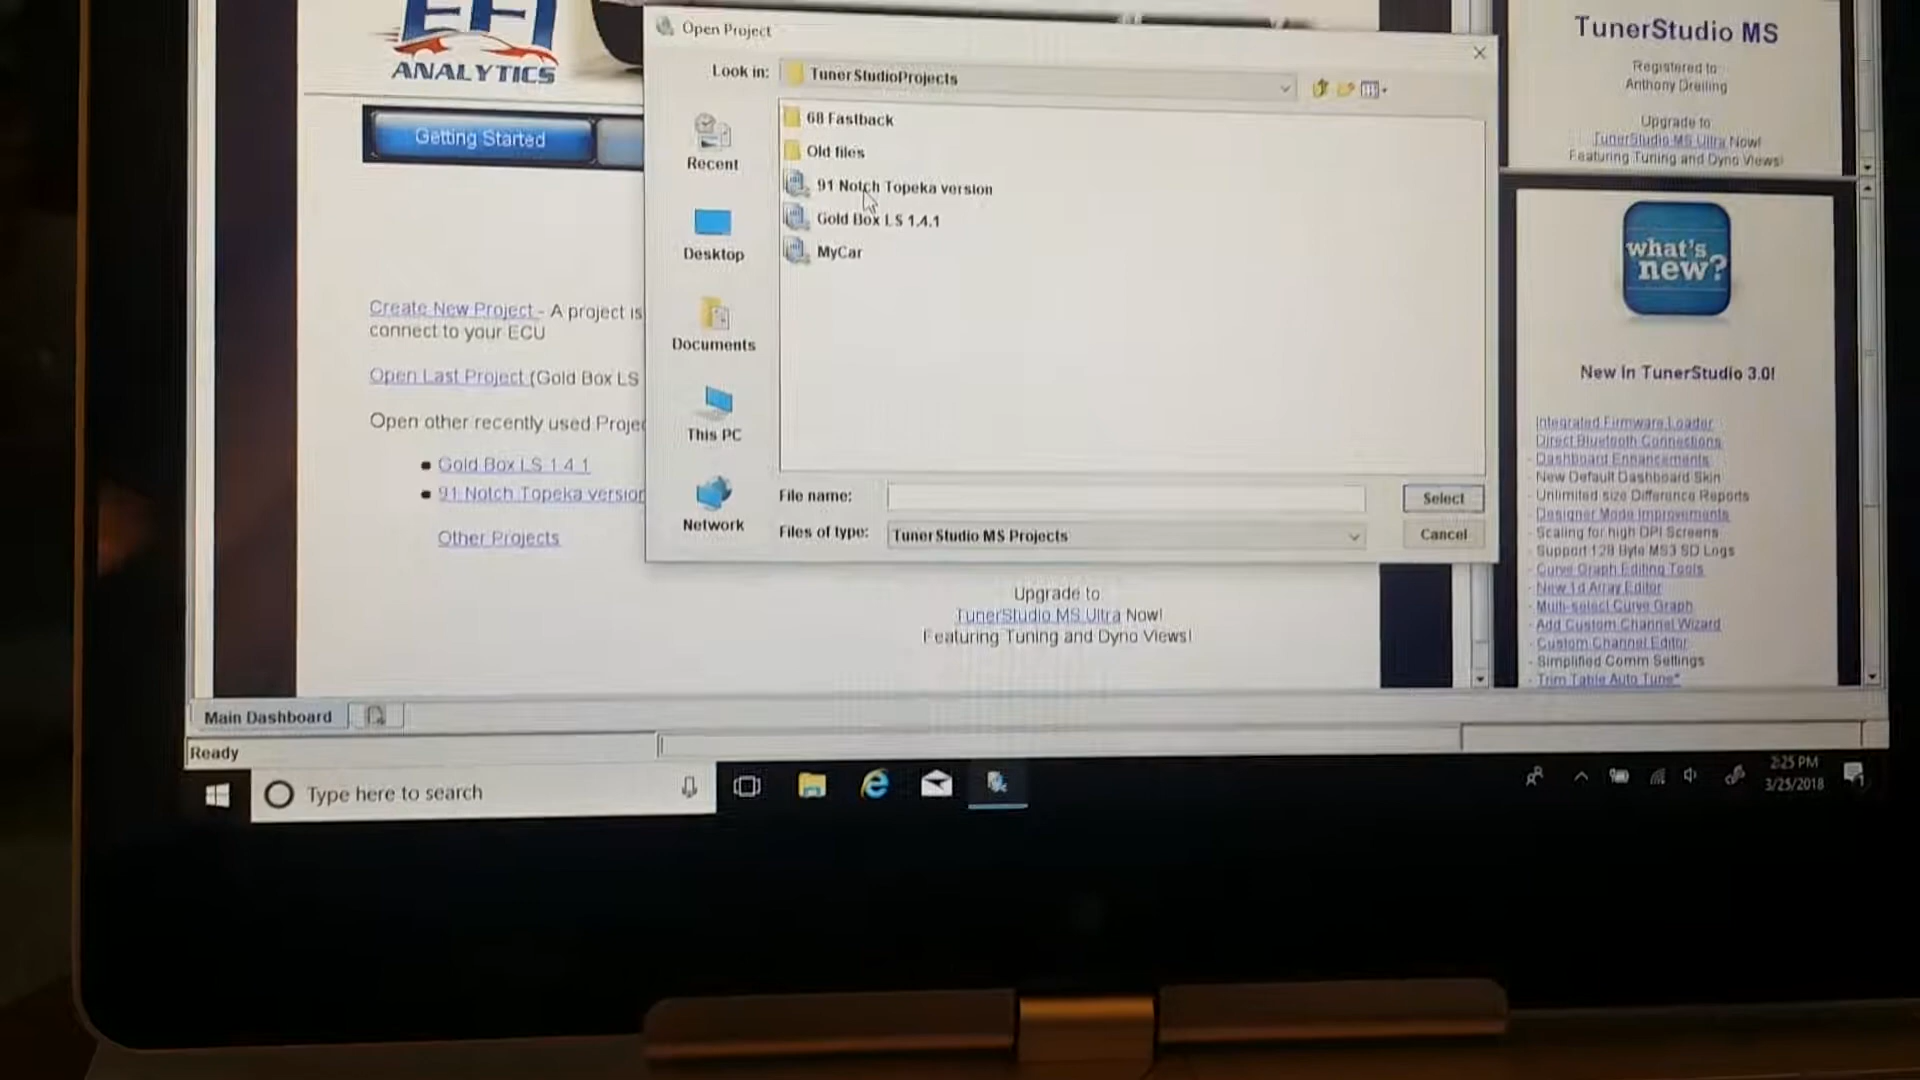 EFI
ANALYTICS
Getting Started
Create New Project - A project is
connect to your ECU
Open Last Project (Gold Box LS
Open other recently used Projec
Gold Box LS 1.4.1
91 Notch Topeka version
Other Projects
Open Project
Look in:
TunerStudioProjects
Recent
Desktop
Documents
This PC
Network
68 Fastback
Old files
91 Notch Topeka version
Gold Box LS 1.4.1
MyCar
File name:
Select
Files of type:
TunerStudio MS Projects
Cancel
Upgrade to
TunerStudio MS Ultra Now!
Featuring Tuning and Dyno Views!
TunerStudio MS
Registered to
Anthony Dreiling
Upgrade to
TunerStudio MS Ultra Now!
Featuring Tuning and Dyno Views!
what's
new?
New in TunerStudio 3.0!
Integrated Firmware Loader
- Direct Bluetooth Connections
- Dashboard Enhancements
- New Default Dashboard Skin
- Unlimited size Difference Reports
- Designer Mode Improvements
- Scaling for high DPI Screens
- Support 128 Byte MS3 SD Logs
- Curve Graph Editing Tools
- New 1d Array Editor
- Multi-select Curve Graph
- Add Custom Channel Wizard
- Custom Channel Editor
- Simplified Comm Settings
- Trim Table Auto Tune*
Main Dashboard
Ready
Type here to search
2:25 PM
3/25/2018